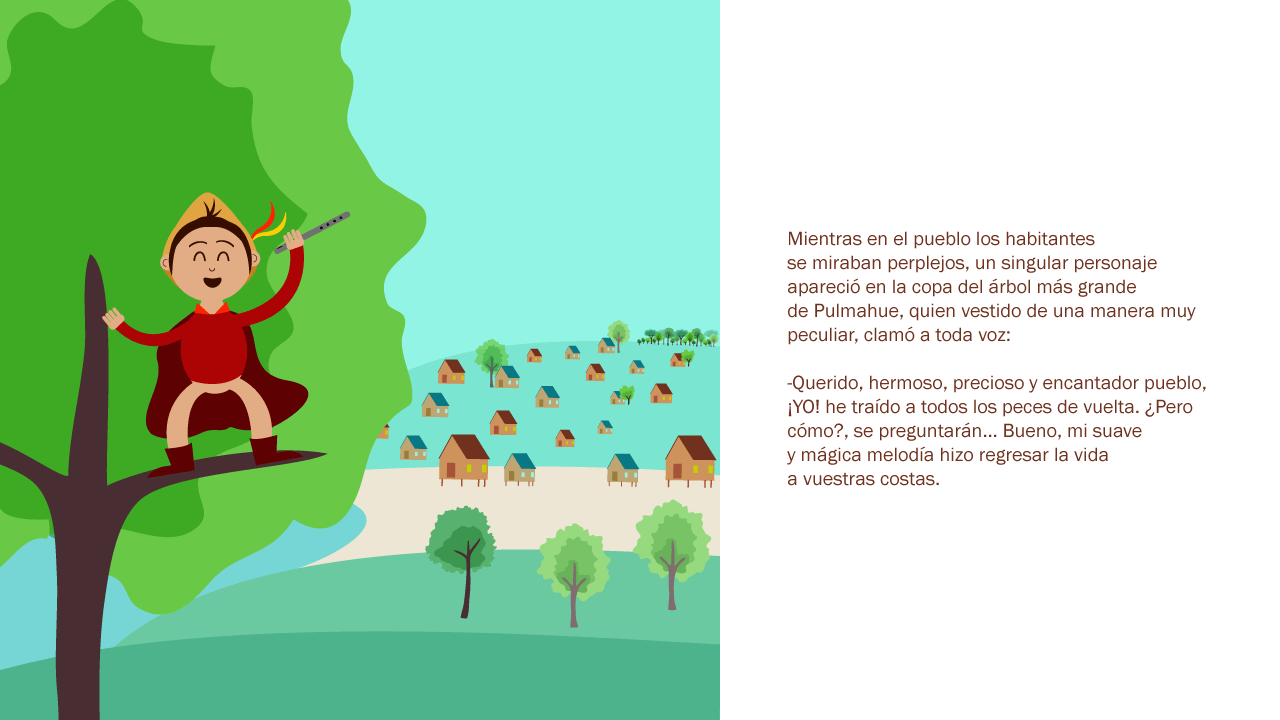 Mientras en el pueblo los habitantes
se miraban perplejos, un singular personaje
apareció en la copa del árbol más grande
de Pulmahue, quien vestido de una manera muy
peculiar, clamó a toda voz:
-Querido, hermoso, precioso y encantador pueblo,
¡YO! he traído a todos los peces de vuelta. ¿Pero
cómo?, se preguntarán... Bueno, mi suave
y mágica melodía hizo regresar la vida
a vuestras costas.